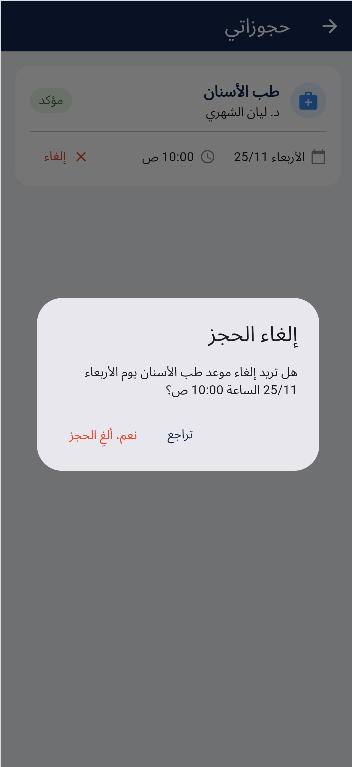 حجوزاتي
طب الأسنان
د. ليان الشهري
مؤكد
الأربعاء 25/11
10:00 ص
إلغاء
إلغاء الحجز
هل تريد إلغاء موعد طب الأسنان يوم الأربعاء
25/11 الساعة 10:00 ص؟
تراجع
نعم، ألغِ الحجز